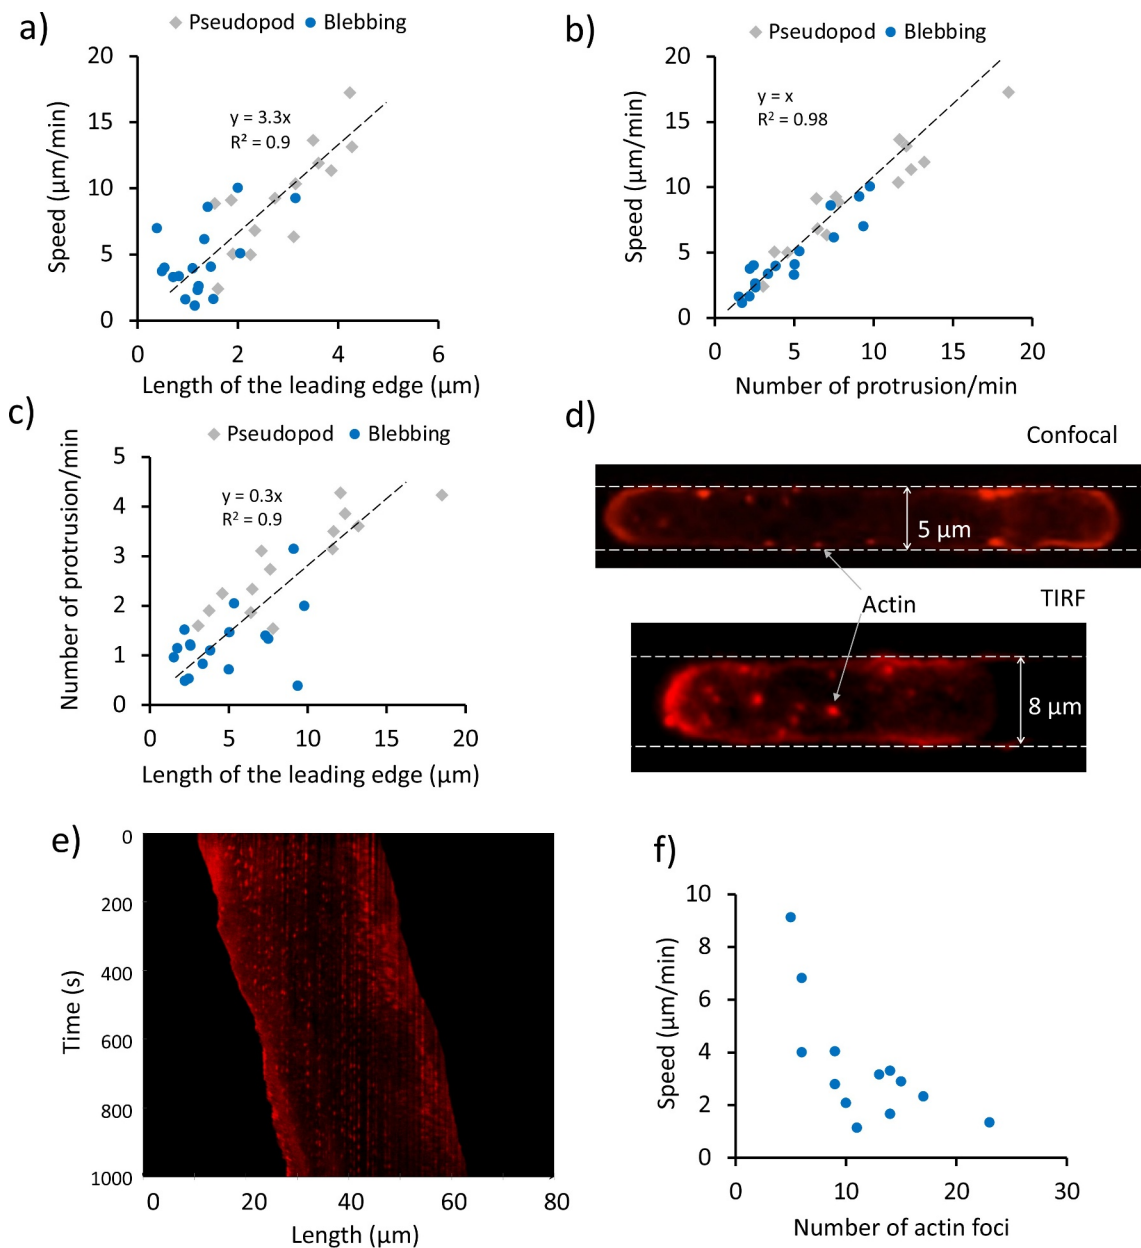 a)
Pseudopod Blebbing
Speed (µm/min)
20
15
10
5
0
y = 3.3x
R² = 0.9
0 2 4 6
Length of the leading edge (µm)
b)
Pseudopod Blebbing
Speed (µm/min)
20
15
10
5
0
y = x
R² = 0.98
0 5 10 15 20
Number of protrusion/min
c)
Pseudopod Blebbing
Number of protrusion/min
5
4
3
2
1
0
y = 0.3x
R² = 0.9
0 5 10 15 20
Length of the leading edge (µm)
d)
Confocal
5 µm
Actin
TIRF
8 µm
e)
Time (s)
0
200
400
600
800
1000
0 20 40 60 80
Length (µm)
f)
Speed (µm/min)
10
8
6
4
2
0
0 10 20 30
Number of actin foci